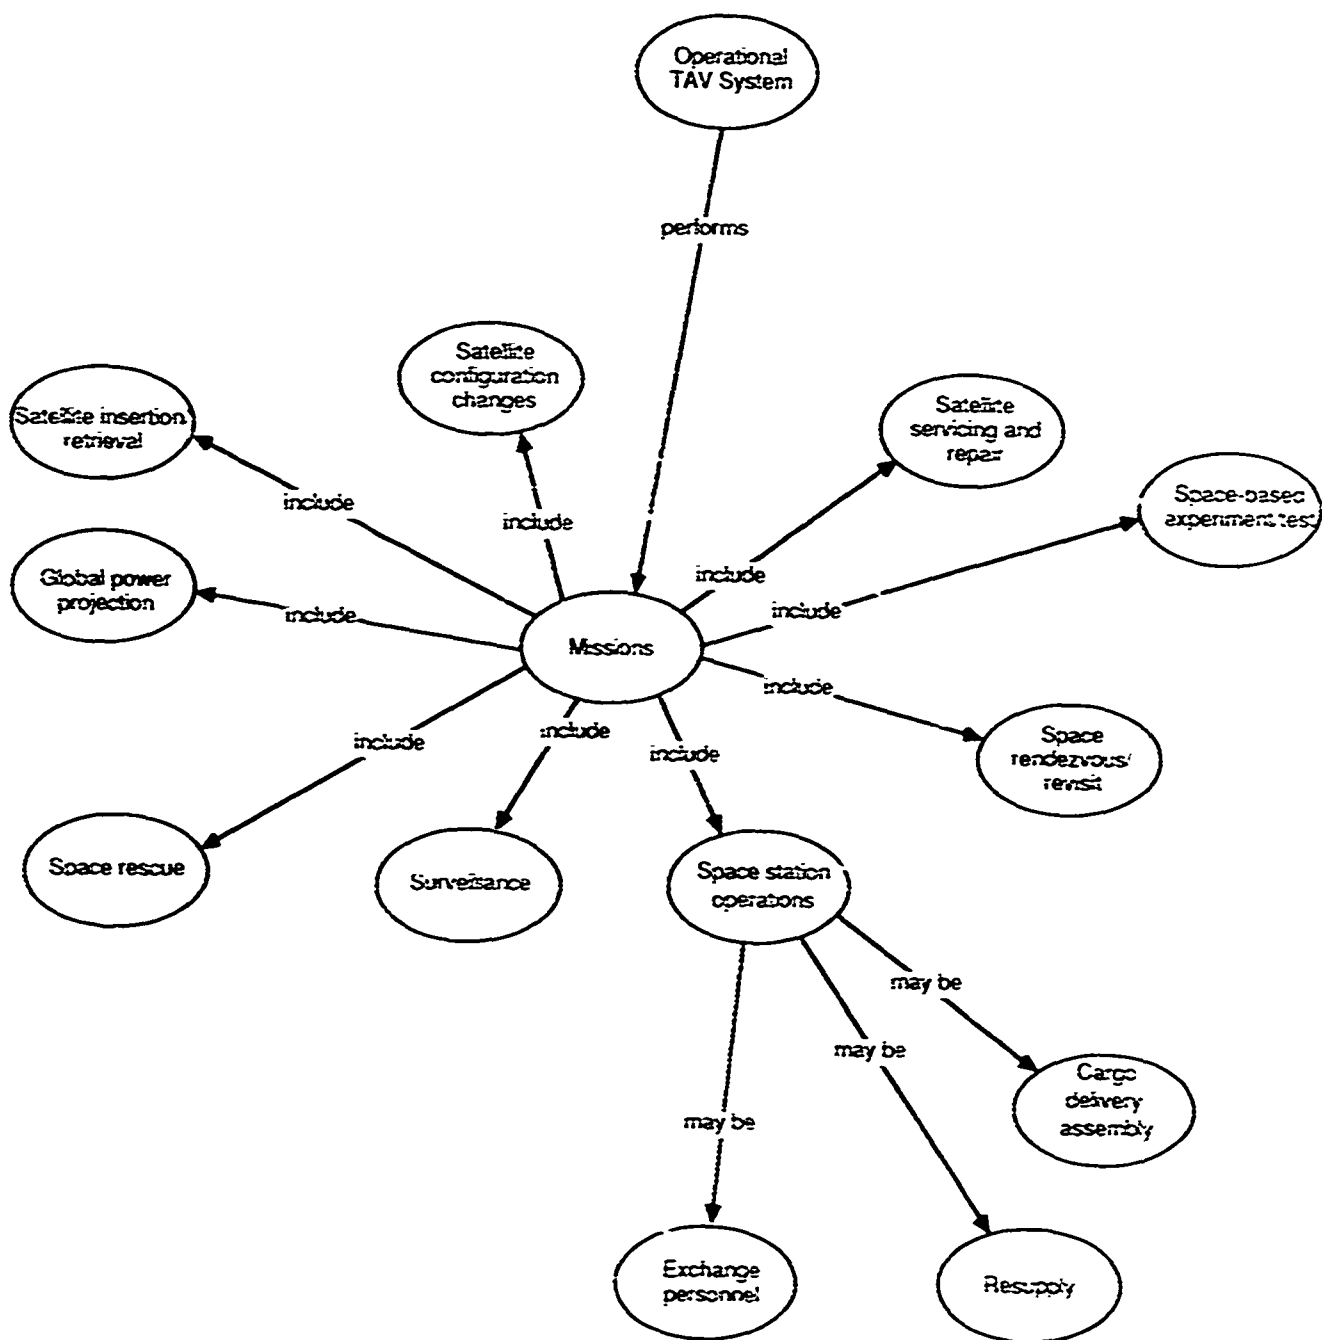 Operational
TAV System
performs
Satellite
configuration
changes
Satellite insertion
retrieval
Satellite
servicing and
repair
Space-based
experiment test
include
include
Global power
projection
include
include
include
Missions
include
include
include
include
Space
rendezvous/
revisit
Space rescue
Surveillance
Space station
operations
may be
may be
Cargo
delivery
assembly
may be
Exchange
personnel
Resupply